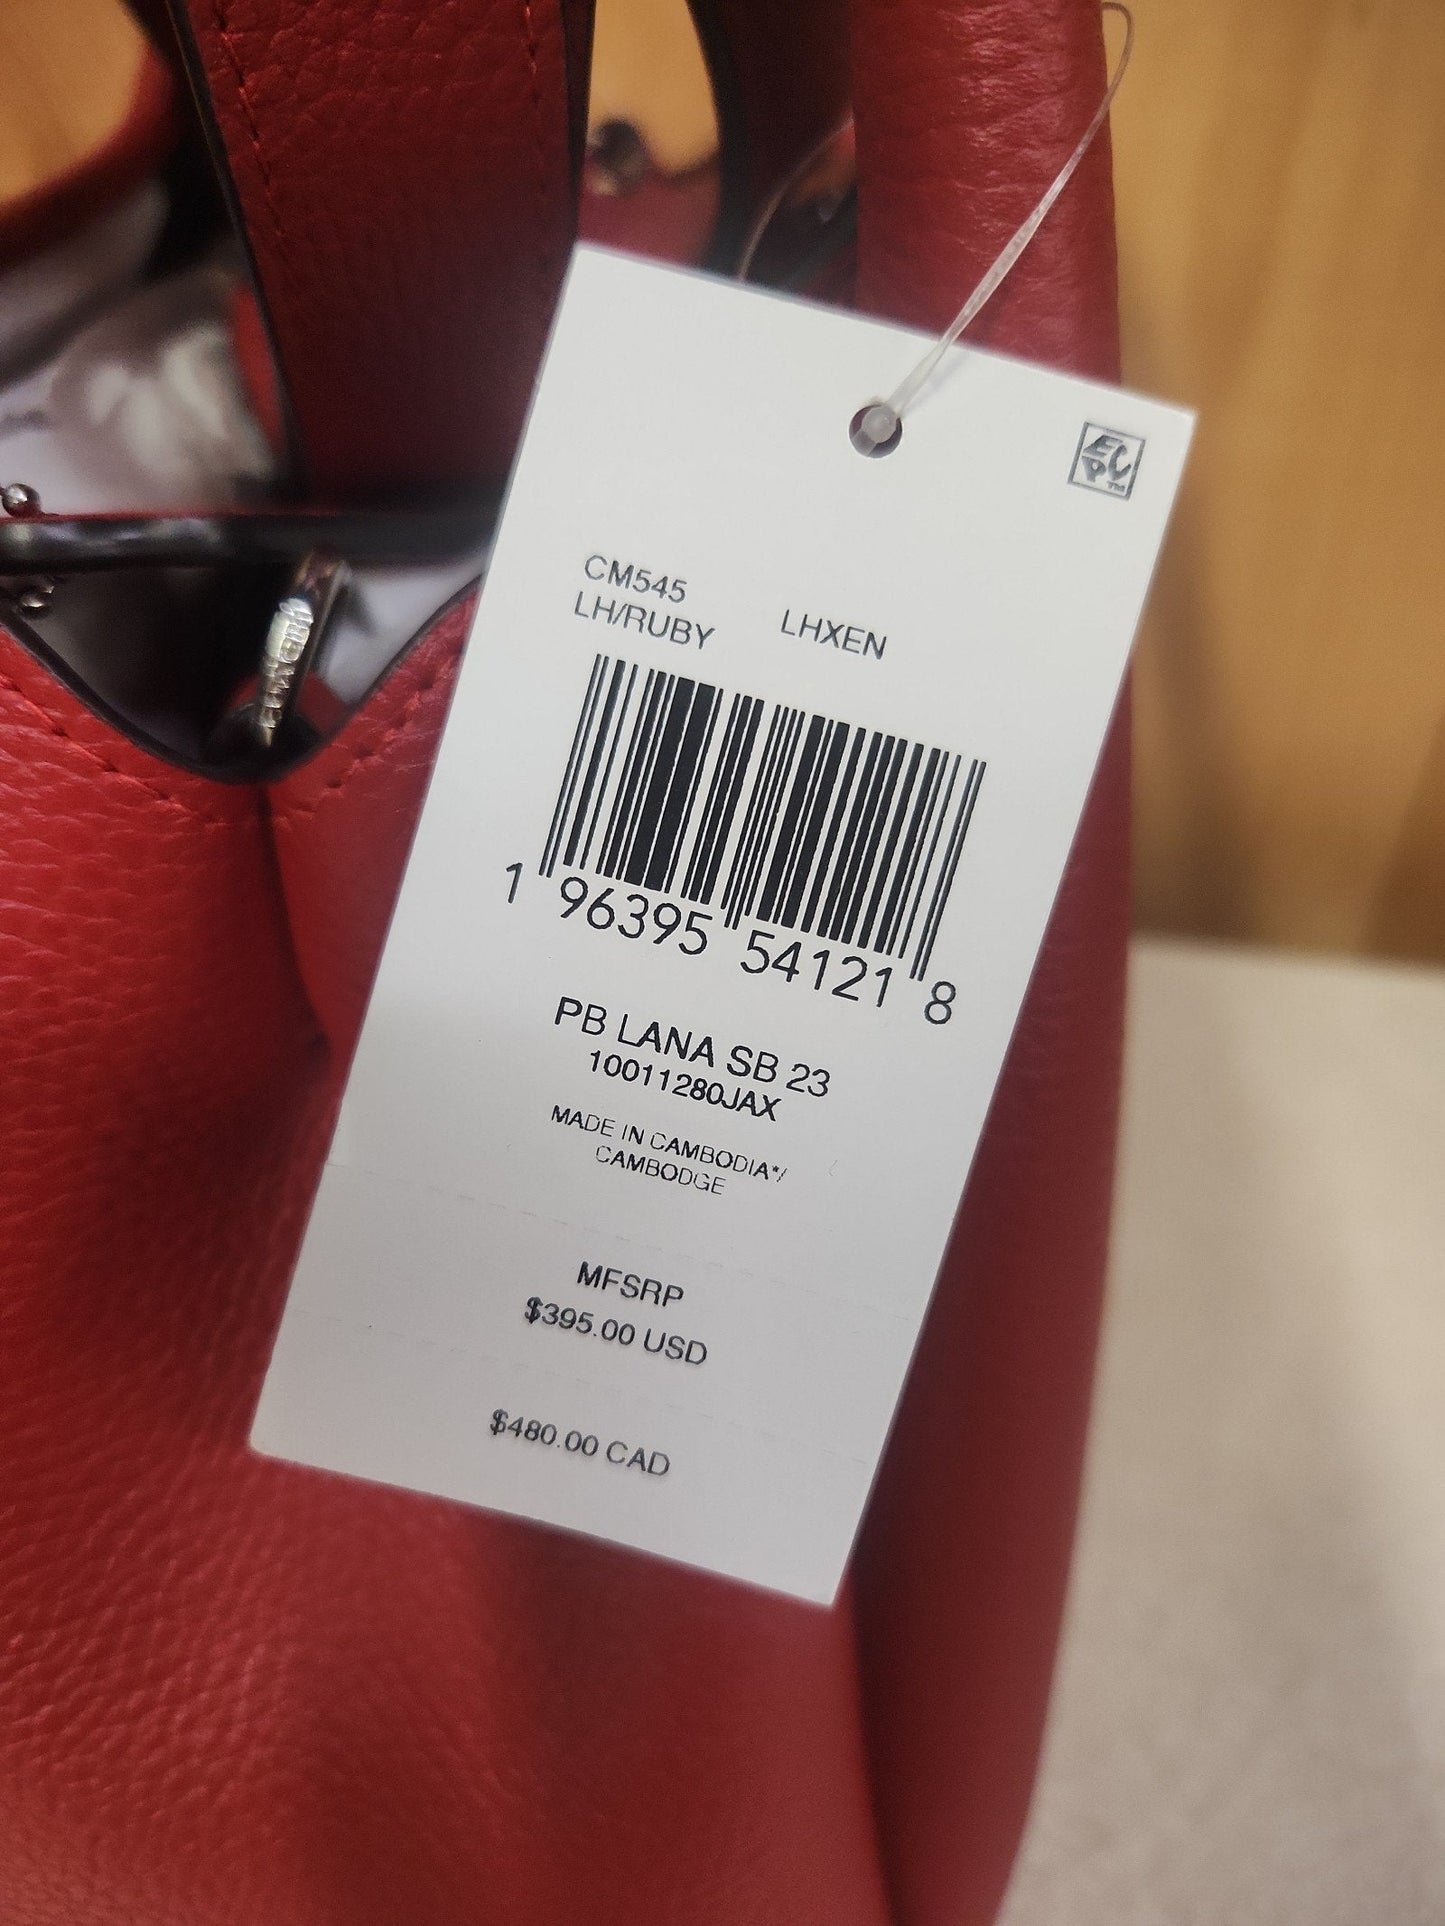 CM545
LH/RUBY LHXEN
1 96395 54121 8
PB LANA SB 23
10011280JAX
MADE IN CAMBODIA*/
CAMBODGE
MFSRP
$395.00 USD
$480.00 CAD